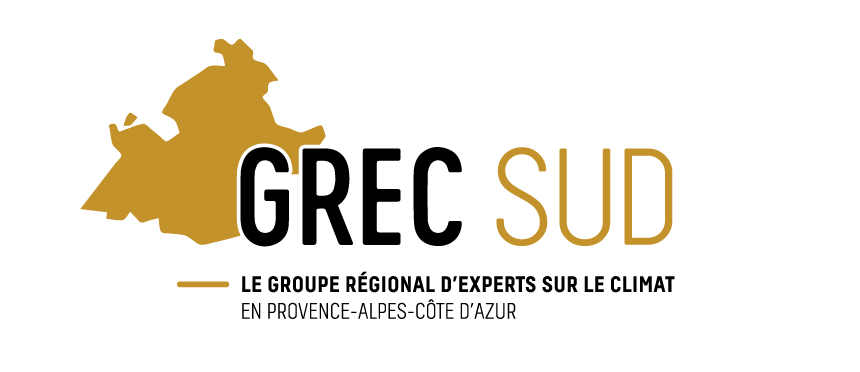 GREC SUD
LE GROUPE RÉGIONAL D'EXPERTS SUR LE CLIMAT
EN PROVENCE-ALPES-CÔTE D'AZUR